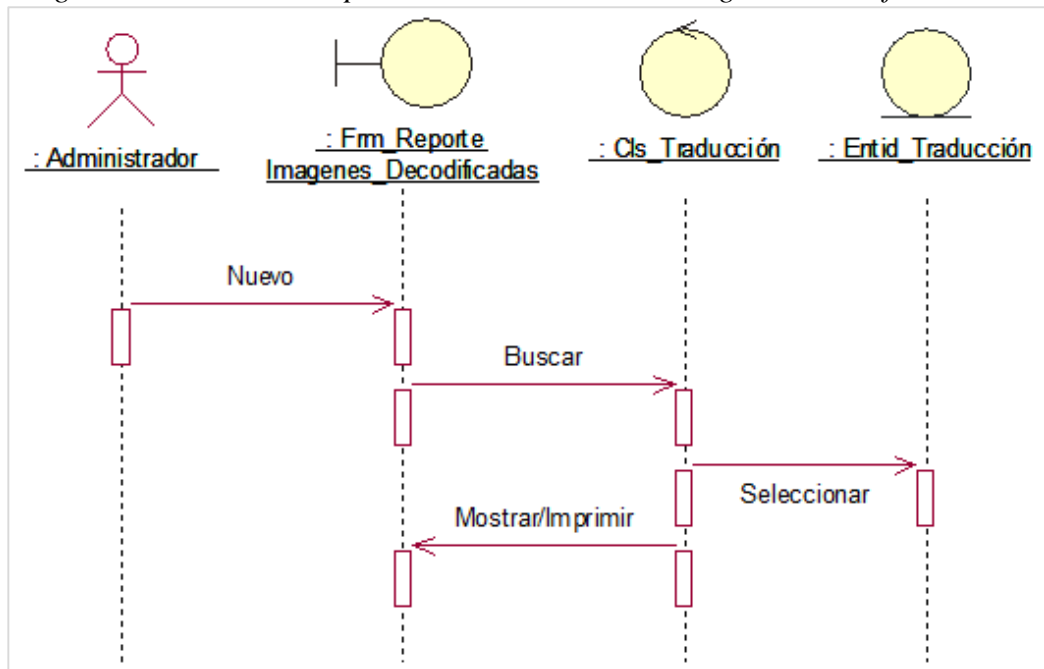 : Administrador
: Frm_Reporte
Imagenes_Decodificadas
: Cls_Traducción
: Entid_Traducción
Nuevo
Buscar
Seleccionar
Mostrar/Imprimir